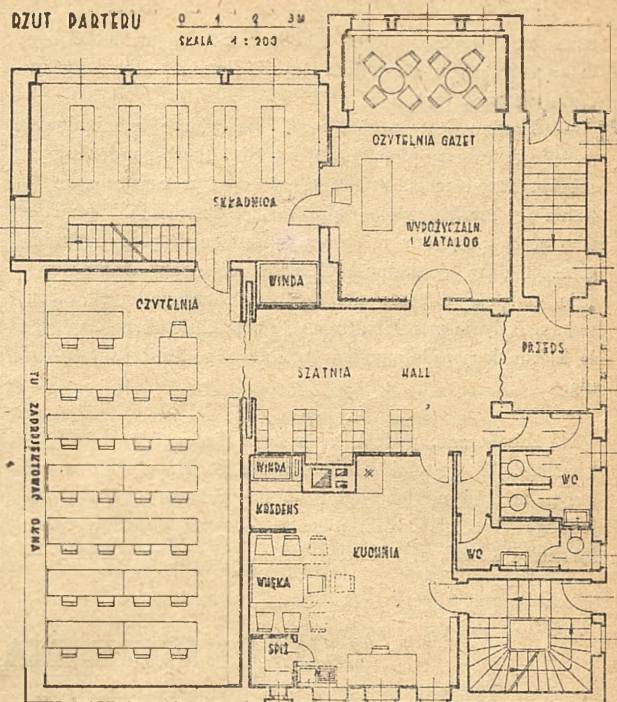 RZUT PARTERU
0 1 2 3M
SKALA 1:200
CZYTELNIA GAZET
SKŁADNICA
WYPOŻYCZALN.
I KATALOG
WINDA
CZYTELNIA
SZATNIA HALL
PRZEDS
TU ZAPROJEKTOWAĆ OKNA
WINDA
WC
KREDENS
KUCHNIA
WC
WNĘKA
SPIŻ